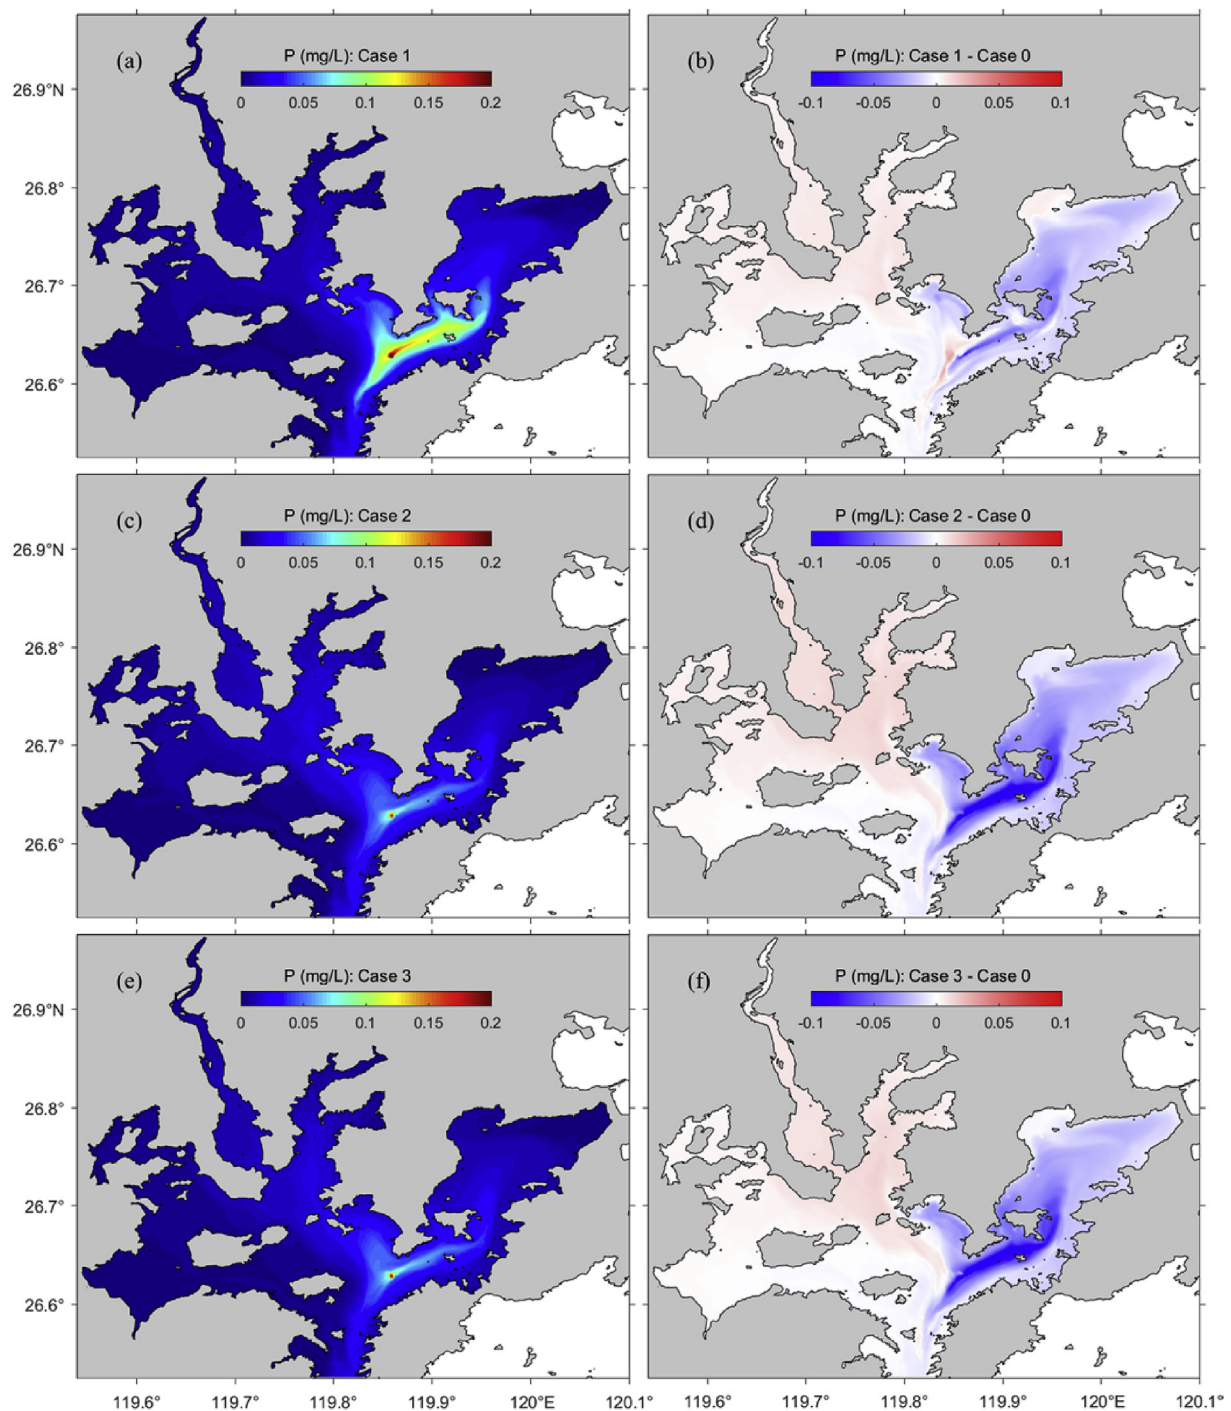 (a) P (mg/L): Case 1
0 0.05 0.1 0.15 0.2
(b) P (mg/L): Case 1 - Case 0
-0.1 -0.05 0 0.05 0.1
26.9°N
26.8°
26.7°
26.6°
(c) P (mg/L): Case 2
0 0.05 0.1 0.15 0.2
(d) P (mg/L): Case 2 - Case 0
-0.1 -0.05 0 0.05 0.1
26.9°N
26.8°
26.7°
26.6°
(e) P (mg/L): Case 3
0 0.05 0.1 0.15 0.2
(f) P (mg/L): Case 3 - Case 0
-0.1 -0.05 0 0.05 0.1
26.9°N
26.8°
26.7°
26.6°
119.6° 119.7° 119.8° 119.9° 120°E 120.1° 119.6° 119.7° 119.8° 119.9° 120°E 120.1°